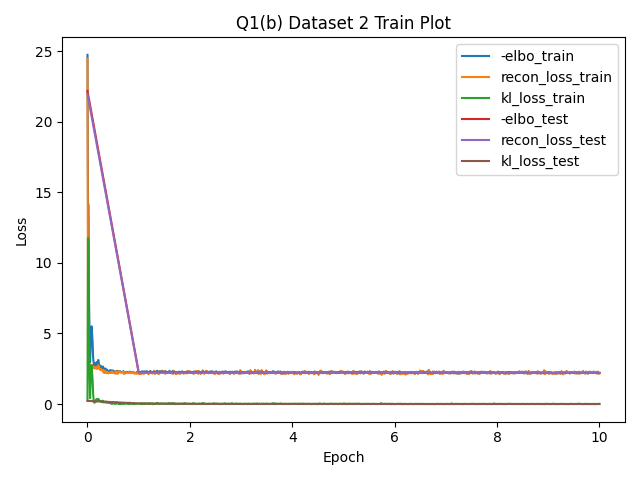 Q1(b) Dataset 2 Train Plot
-elbo_train
recon_loss_train
kl_loss_train
-elbo_test
recon_loss_test
kl_loss_test
25
20
15
10
5
0
Loss
0 2 4 6 8 10
Epoch